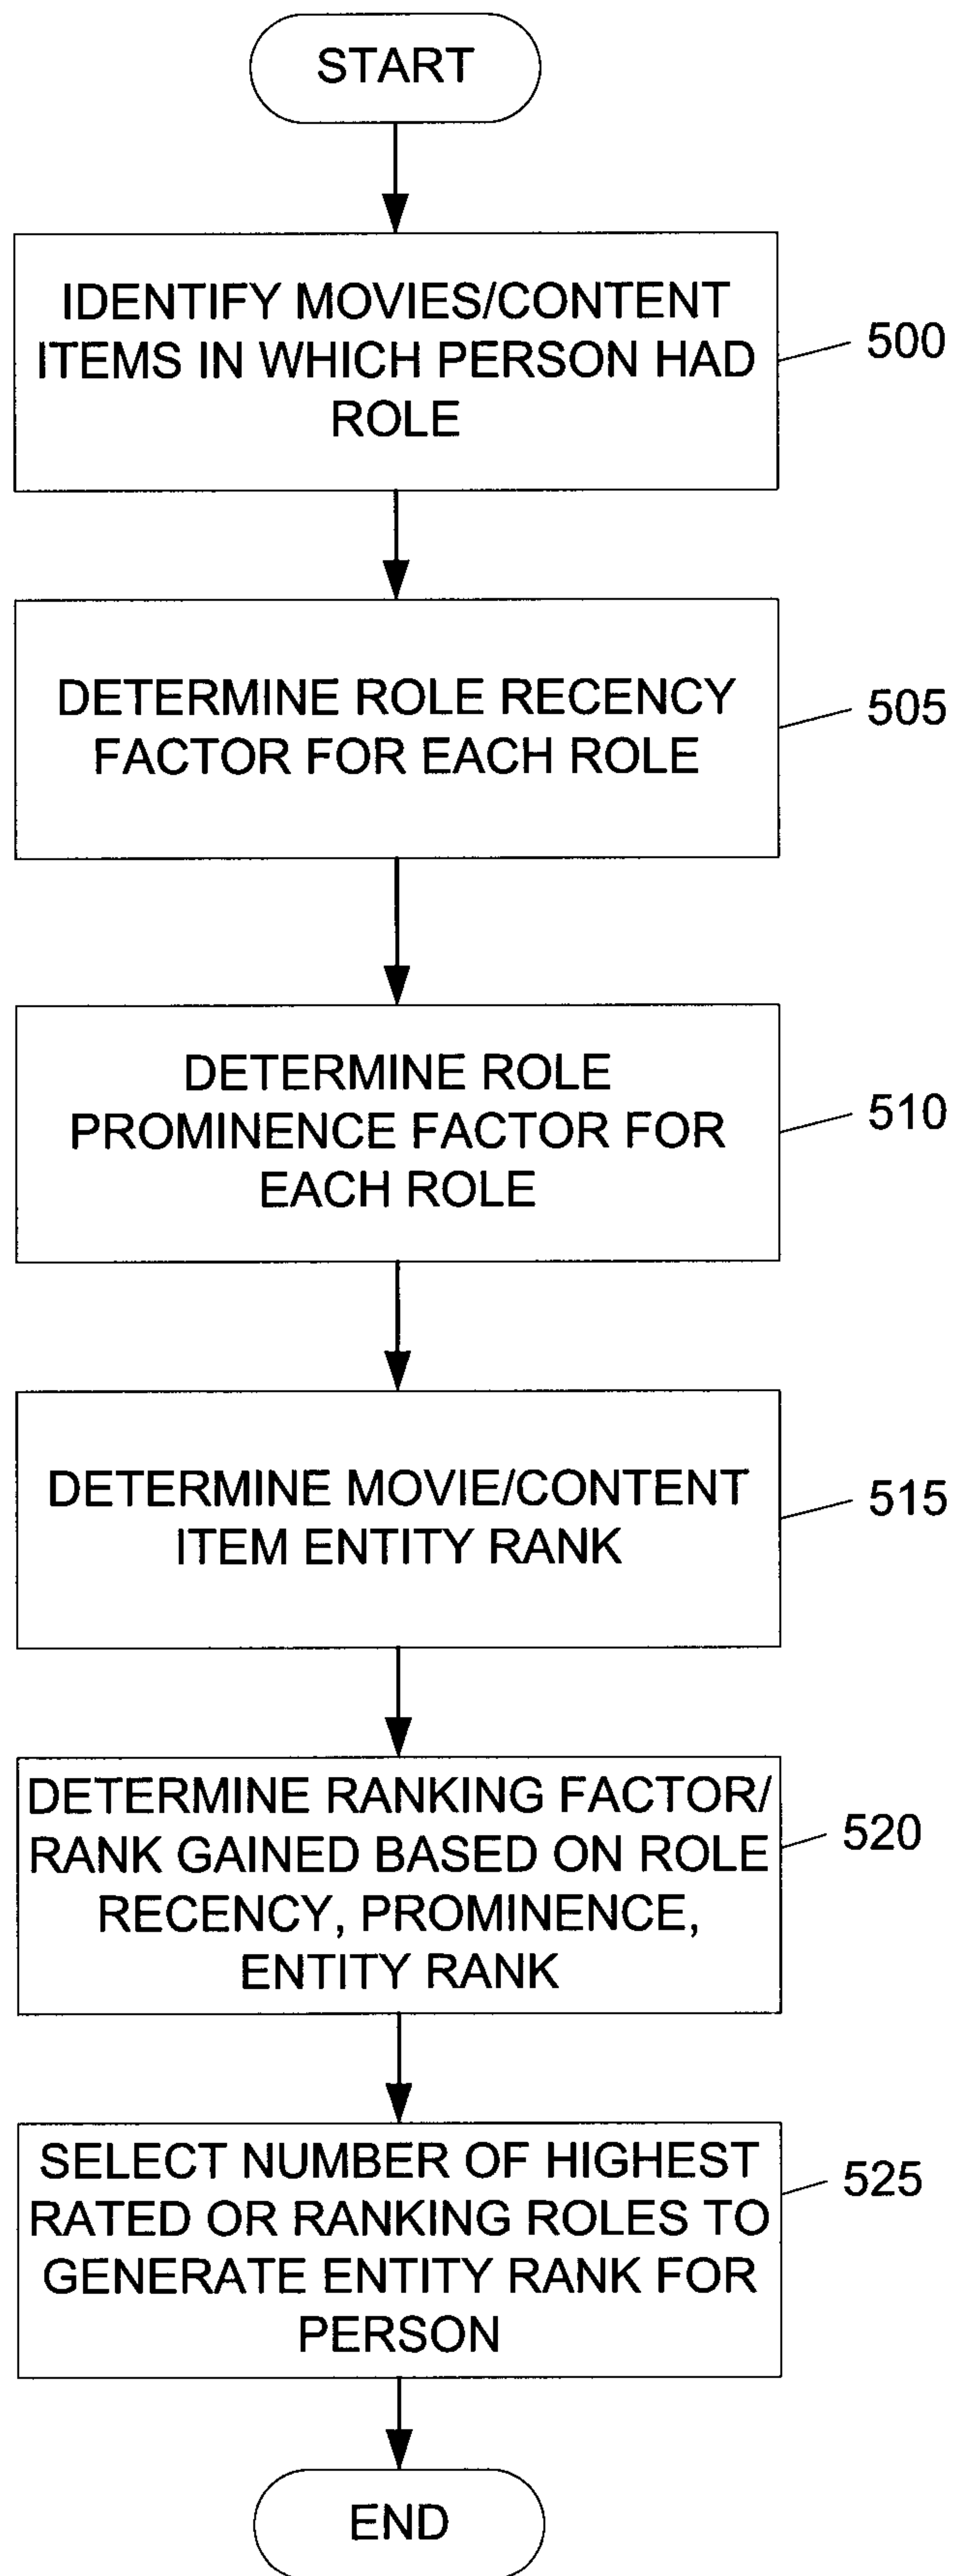 START
IDENTIFY MOVIES/CONTENT
ITEMS IN WHICH PERSON HAD
ROLE
500
DETERMINE ROLE RECENCY
FACTOR FOR EACH ROLE
505
DETERMINE ROLE
PROMINENCE FACTOR FOR
EACH ROLE
510
DETERMINE MOVIE/CONTENT
ITEM ENTITY RANK
515
DETERMINE RANKING FACTOR/
RANK GAINED BASED ON ROLE
RECENCY, PROMINENCE,
ENTITY RANK
520
SELECT NUMBER OF HIGHEST
RATED OR RANKING ROLES TO
GENERATE ENTITY RANK FOR
PERSON
525
END